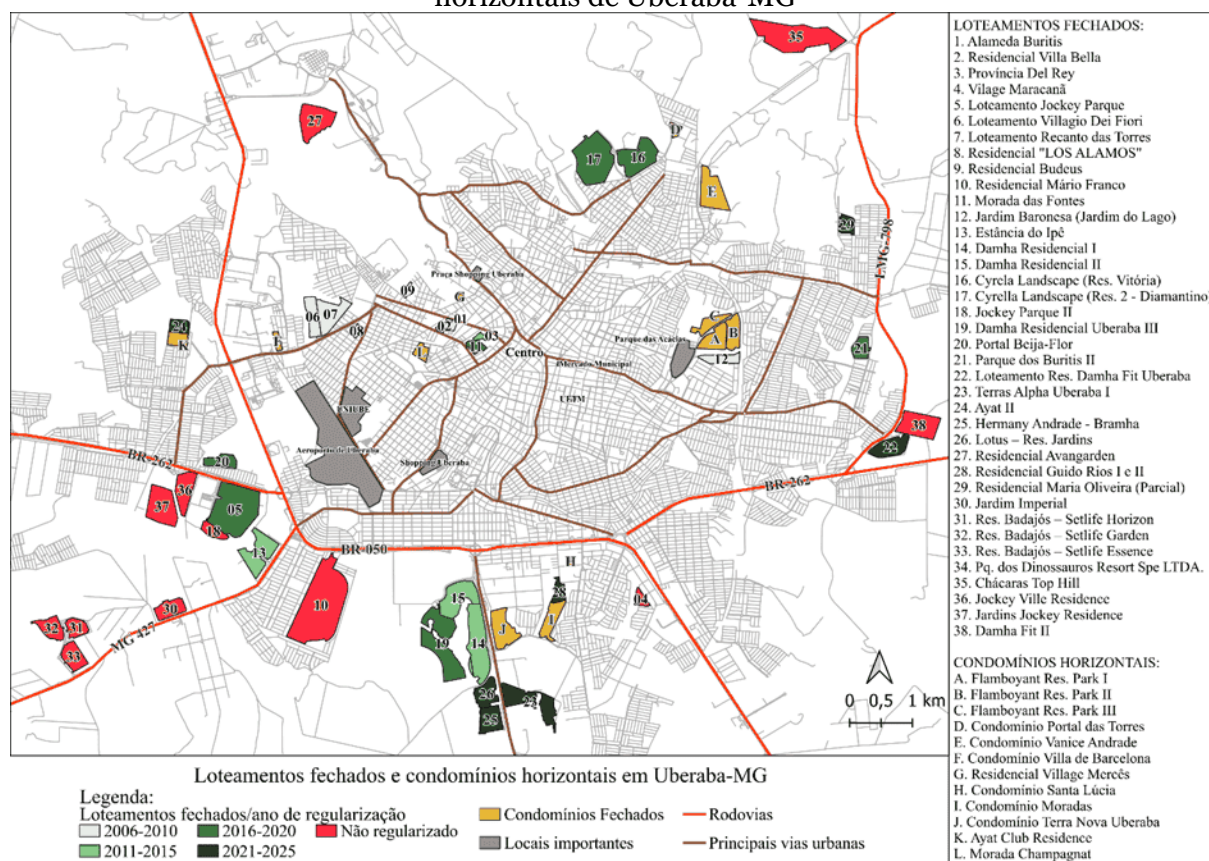 horizontais de Uberaba-MG
LOTEAMENTOS FECHADOS:
1. Alameda Buritis
2. Residencial Villa Bella
3. Província Del Rey
4. Vilage Maracanã
5. Loteamento Jockey Parque
6. Loteamento Villagio Dei Fiori
7. Loteamento Recanto das Torres
8. Residencial "LOS ALAMOS"
9. Residencial Budeus
10. Residencial Mário Franco
11. Morada das Fontes
12. Jardim Baronesa (Jardim do Lago)
13. Estância do Ipê
14. Damha Residencial I
15. Damha Residencial II
16. Cyrela Landscape (Res. Vitória)
17. Cyrella Landscape (Res. 2 - Diamantino)
18. Jockey Parque II
19. Damha Residencial Uberaba III
20. Portal Beija-Flor
21. Parque dos Buritis II
22. Loteamento Res. Damha Fit Uberaba
23. Terras Alpha Uberaba I
24. Ayat II
25. Hermany Andrade - Bramha
26. Lotus – Res. Jardins
27. Residencial Avangarden
28. Residencial Guido Rios I e II
29. Residencial Maria Oliveira (Parcial)
30. Jardim Imperial
31. Res. Badajós – Setlife Horizon
32. Res. Badajós – Setlife Garden
33. Res. Badajós – Setlife Essence
34. Pq. dos Dinossauros Resort Spe LTDA.
35. Chácaras Top Hill
36. Jockey Ville Residence
37. Jardins Jockey Residence
38. Damha Fit II
CONDOMÍNIOS HORIZONTAIS:
A. Flamboyant Res. Park I
B. Flamboyant Res. Park II
C. Flamboyant Res. Park III
D. Condomínio Portal das Torres
E. Condomínio Vanice Andrade
F. Condomínio Villa de Barcelona
G. Residencial Village Mercês
H. Condomínio Santa Lúcia
I. Condomínio Moradas
J. Condomínio Terra Nova Uberaba
K. Ayat Club Residence
L. Morada Champagnat
35
27
D
17
16
E
29
LMG-798
Praça Shopping Uberaba
09
G
06
07
01
02
08
03
11
K
Centro
Parque das Acácias
C
A
B
12
Mercado Municipal
21
UFTM
UNIUBE
Aeroporto de Uberaba
Shopping Uberaba
38
22
BR-262
BR-262
20
36
37
05
18
13
BR-050
H
28
I
J
04
10
15
19
14
26
25
30
32
31
33
MG-427
0 0,5 1 km
Loteamentos fechados e condomínios horizontais em Uberaba-MG
Legenda:
Loteamentos fechados/ano de regularização
2006-2010
2016-2020
Não regularizado
2011-2015
2021-2025
Condomínios Fechados
Locais importantes
Rodovias
Principais vias urbanas